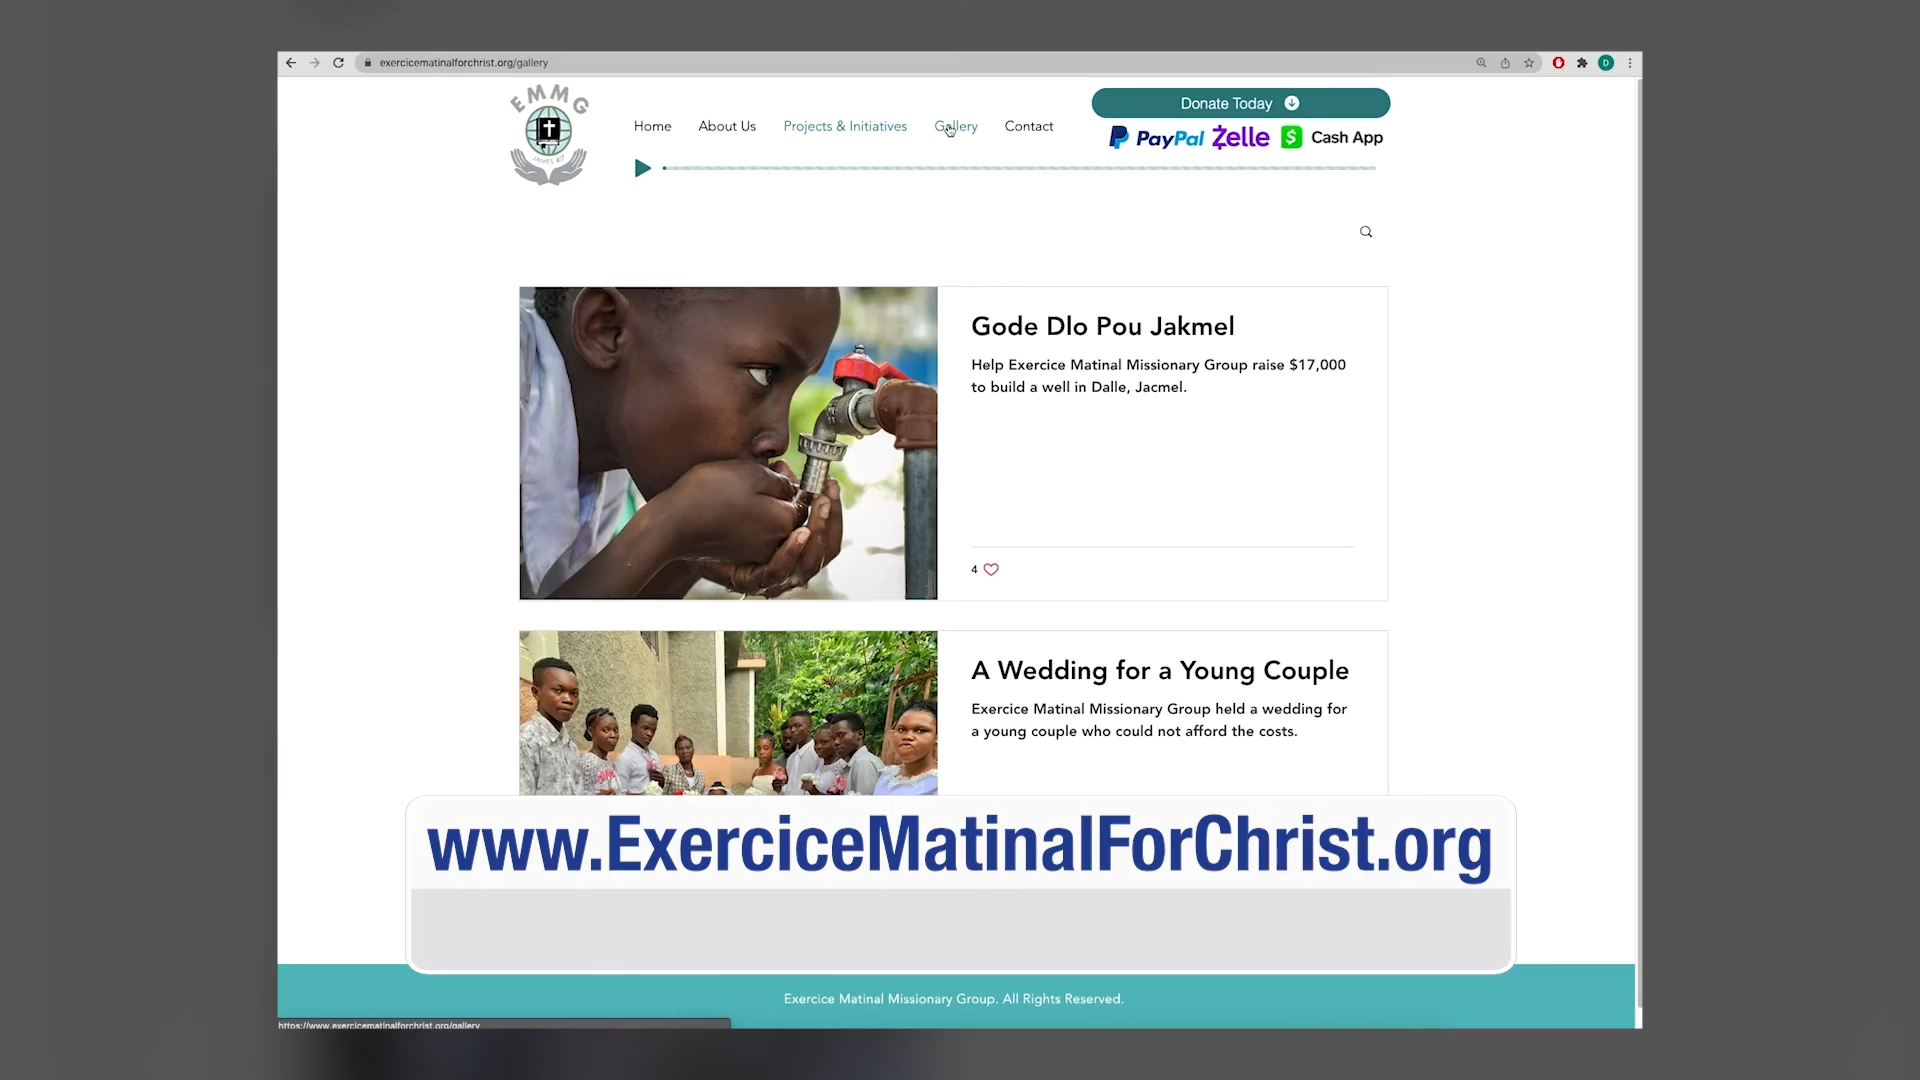 exercicematinalforchrist.org/gallery
D
EMMG
JAMES 4:7
Home About Us Projects & Initiatives Gallery Contact
Donate Today
PayPal Zelle $ Cash App
Gode Dlo Pou Jakmel
Help Exercice Matinal Missionary Group raise $17,000
to build a well in Dalle, Jacmel.
4
A Wedding for a Young Couple
Exercice Matinal Missionary Group held a wedding for
a young couple who could not afford the costs.
www.ExerciceMatinalForChrist.org
Exercice Matinal Missionary Group. All Rights Reserved.
https://www.exercicematinalforchrist.org/gallery